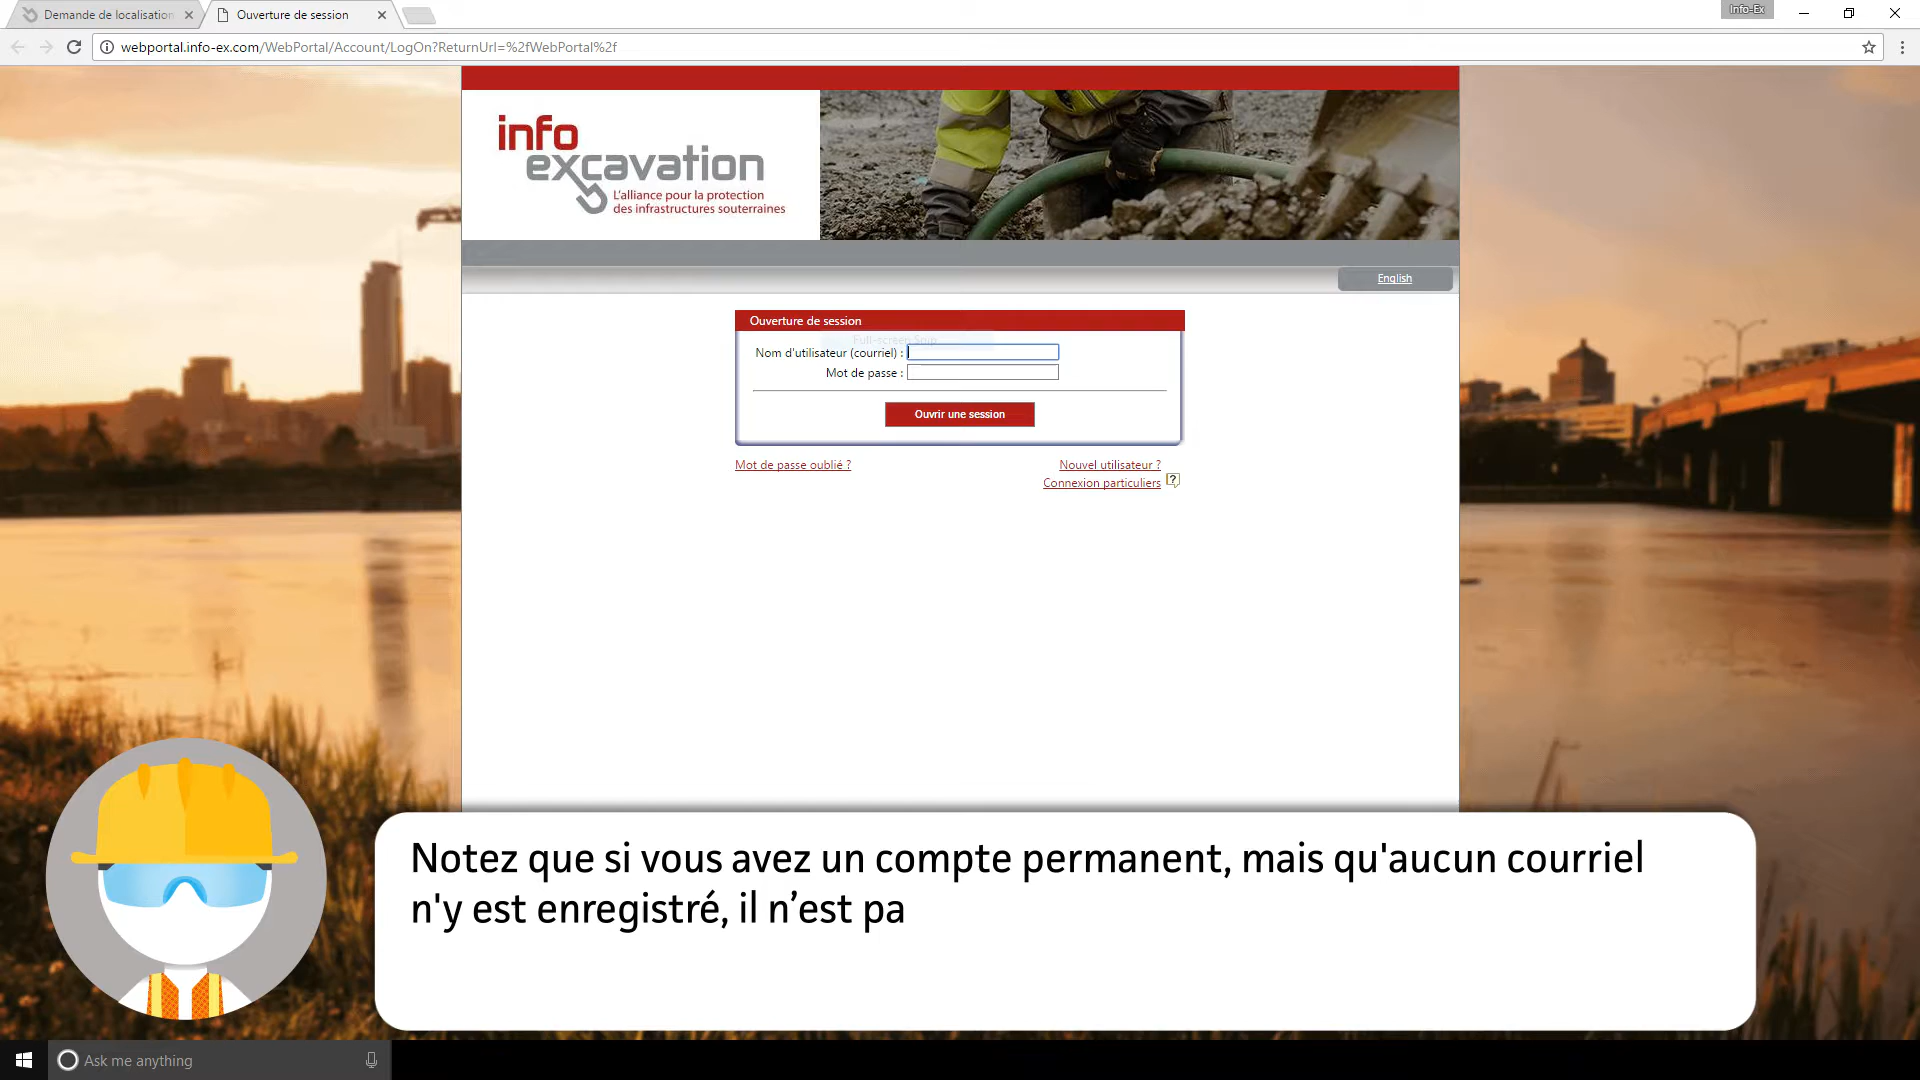 Demande de localisation
Ouverture de session
Info-Ex
webportal.info-ex.com/WebPortal/Account/LogOn?ReturnUrl=%2fWebPortal%2f
info
excavation
L'alliance pour la protection
des infrastructures souterraines
English
Ouverture de session
Full-screen Snip
Nom d'utilisateur (courriel) :
Mot de passe :
Ouvrir une session
Mot de passe oublié ?
Nouvel utilisateur ?
Connexion particuliers
?
Notez que si vous avez un compte permanent, mais qu'aucun courriel
n'y est enregistré, il n’est pa
Ask me anything